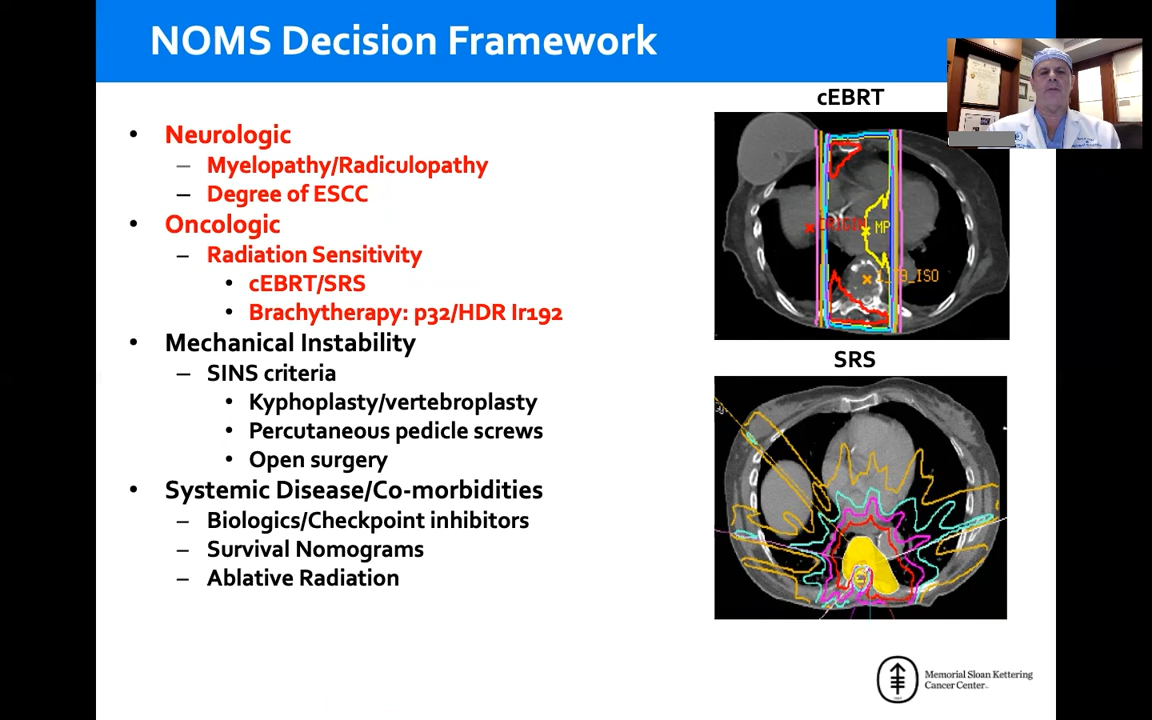 NOMS Decision Framework
cEBRT
• Neurologic
– Myelopathy/Radiculopathy
– Degree of ESCC
• Oncologic
– Radiation Sensitivity
• cEBRT/SRS
• Brachytherapy: p32/HDR Ir192
• Mechanical Instability
– SINS criteria
• Kyphoplasty/vertebroplasty
• Percutaneous pedicle screws
• Open surgery
• Systemic Disease/Co-morbidities
– Biologics/Checkpoint inhibitors
– Survival Nomograms
– Ablative Radiation
MP
SRS
Memorial Sloan Kettering
Cancer Center